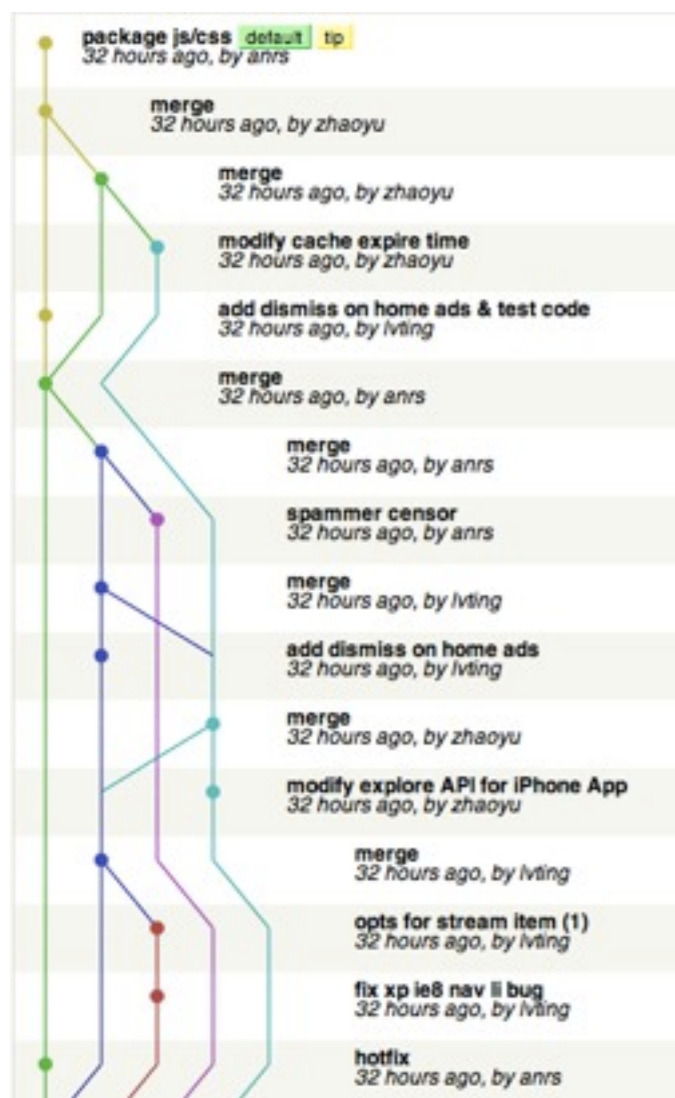 package js/css default tip
32 hours ago, by anrs
merge
32 hours ago, by zhaoyu
merge
32 hours ago, by zhaoyu
modify cache expire time
32 hours ago, by zhaoyu
add dismiss on home ads & test code
32 hours ago, by lvting
merge
32 hours ago, by anrs
merge
32 hours ago, by anrs
spammer censor
32 hours ago, by anrs
merge
32 hours ago, by lvting
add dismiss on home ads
32 hours ago, by lvting
merge
32 hours ago, by zhaoyu
modify explore API for iPhone App
32 hours ago, by zhaoyu
merge
32 hours ago, by lvting
opts for stream item (1)
32 hours ago, by lvting
fix xp ie8 nav li bug
32 hours ago, by lvting
hotfix
32 hours ago, by anrs